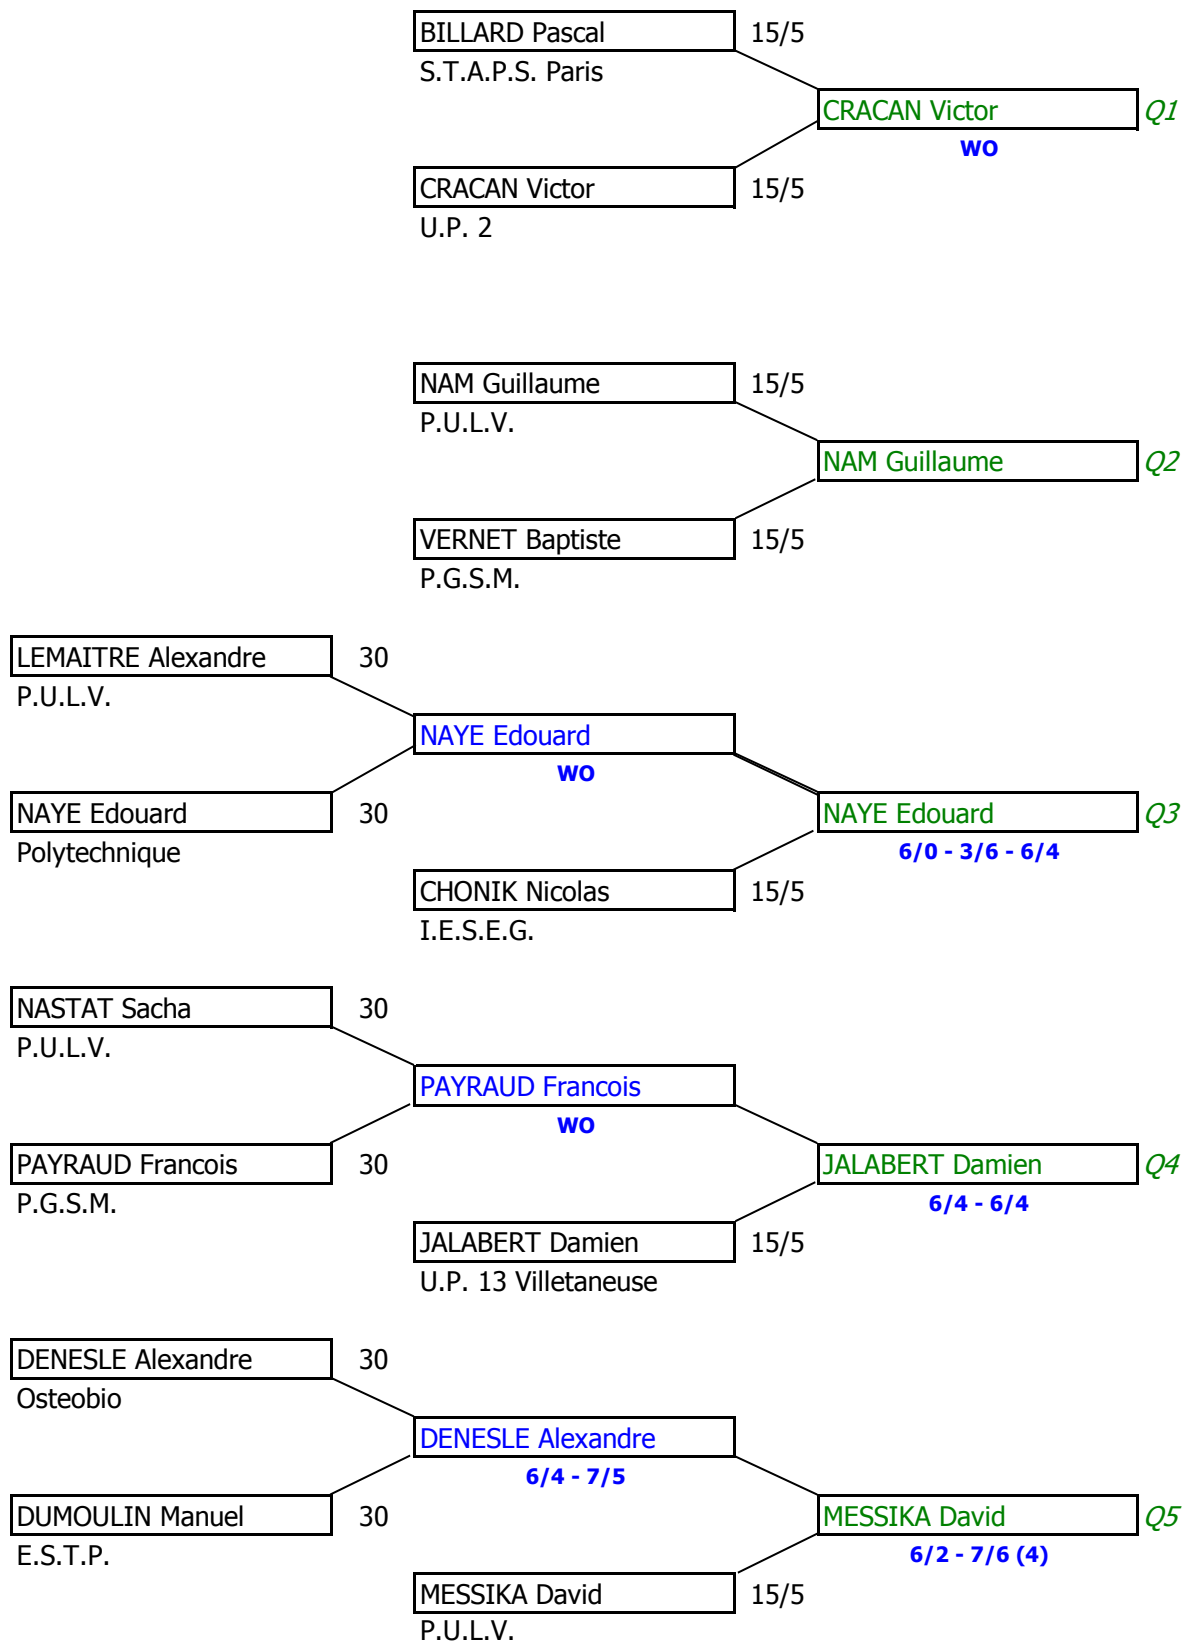 BILLARD Pascal 15/5
S.T.A.P.S. Paris
CRACAN Victor Q1
WO
CRACAN Victor 15/5
U.P. 2
NAM Guillaume 15/5
P.U.L.V.
NAM Guillaume Q2
VERNET Baptiste 15/5
P.G.S.M.
LEMAITRE Alexandre 30
P.U.L.V.
NAYE Edouard
WO
NAYE Edouard 30
NAYE Edouard Q3
Polytechnique
6/0 - 3/6 - 6/4
CHONIK Nicolas 15/5
I.E.S.E.G.
NASTAT Sacha 30
P.U.L.V.
PAYRAUD Francois
WO
PAYRAUD Francois 30
JALABERT Damien Q4
P.G.S.M.
6/4 - 6/4
JALABERT Damien 15/5
U.P. 13 Villetaneuse
DENESLE Alexandre 30
Osteobio
DENESLE Alexandre
6/4 - 7/5
DUMOULIN Manuel 30
MESSIKA David Q5
E.S.T.P.
6/2 - 7/6 (4)
MESSIKA David 15/5
P.U.L.V.